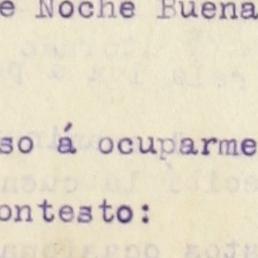 e Noche Buena
so á ocuparme
ontesto: